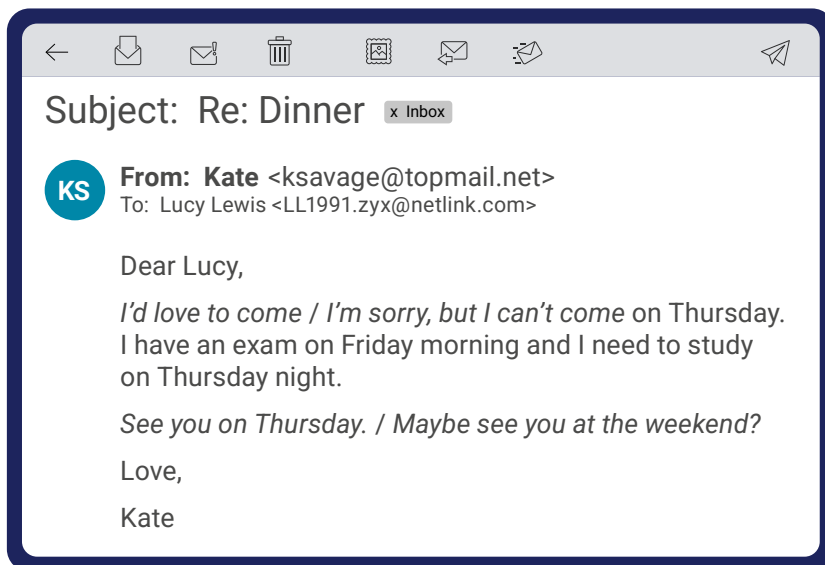 Subject: Re: Dinner x Inbox
KS
From: Kate <ksavage@topmail.net>
To: Lucy Lewis <LL1991.zyx@netlink.com>
Dear Lucy,
I'd love to come / I'm sorry, but I can't come on Thursday.
I have an exam on Friday morning and I need to study
on Thursday night.
See you on Thursday. / Maybe see you at the weekend?
Love,
Kate